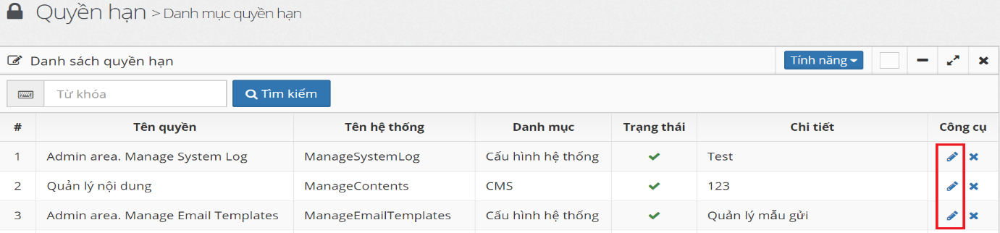 Quyền hạn > Danh mục quyền hạn
Danh sách quyền hạn Tính năng
Từ khóa Tìm kiếm
# Tên quyền Tên hệ thống Danh mục Trạng thái Chi tiết Công cụ
1 Admin area. Manage System Log ManageSystemLog Cấu hình hệ thống Test
2 Quản lý nội dung ManageContents CMS 123
3 Admin area. Manage Email Templates ManageEmailTemplates Cấu hình hệ thống Quản lý mẫu gửi